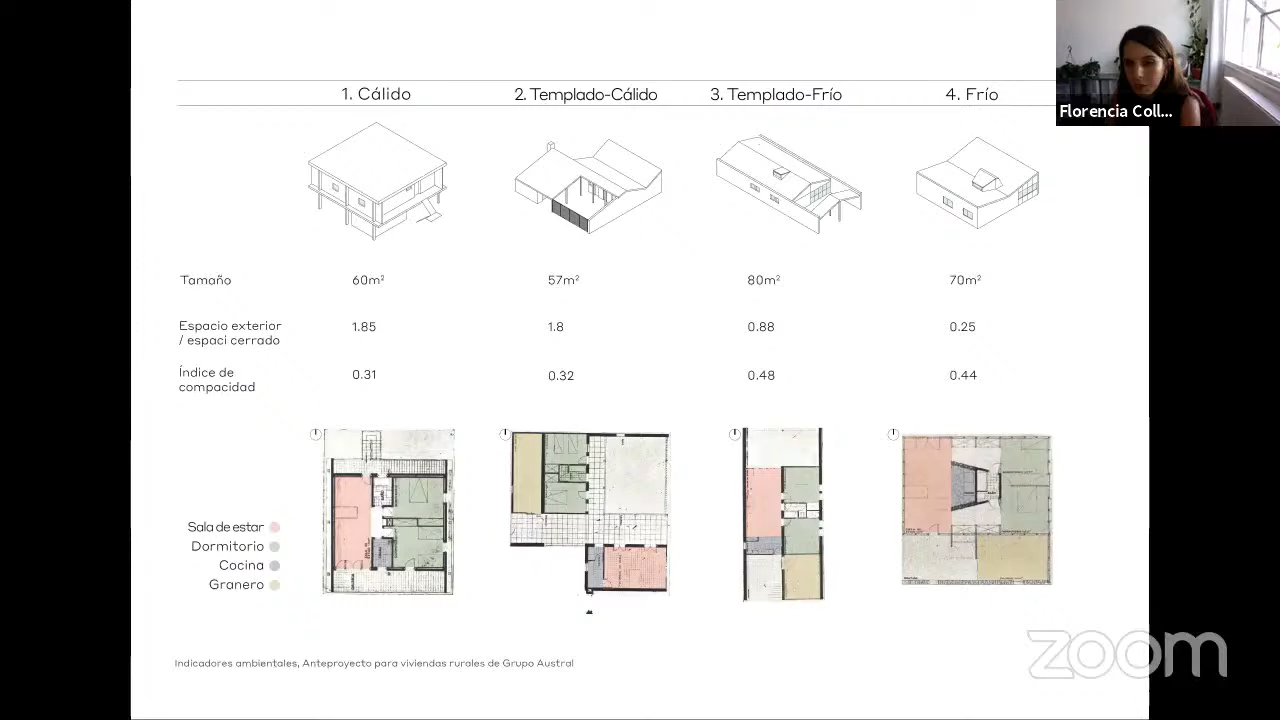 1. Cálido
2. Templado-Cálido
3. Templado-Frío
4. Frío
Florencia Coll...
Tamaño
60m²
57m²
80m²
70m²
Espacio exterior
/ espaci cerrado
1.85
1.8
0.88
0.25
Índice de
compacidad
0.31
0.32
0.48
0.44
Sala de estar
Dormitorio
Cocina
Granero
Indicadores ambientales, Anteproyecto para viviendas rurales de Grupo Austral
zoom